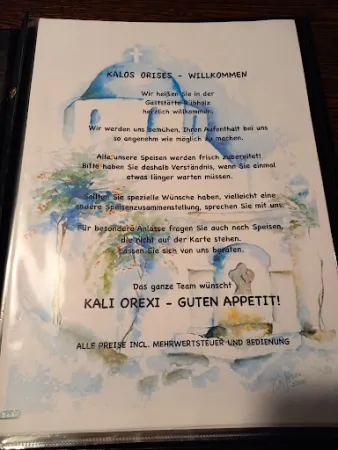 KALOS ORISES - WILLKOMMEN
Wir heißen Sie in der
Gaststätte Rübholz
herzlich willkommen.
Wir werden uns bemühen, Ihren Aufenthalt bei uns
so angenehm wie möglich zu machen.
Alle unsere Speisen werden frisch zubereitet!
Bitte haben Sie deshalb Verständnis, wenn Sie einmal
etwas länger warten müssen.
Sollten Sie spezielle Wünsche haben, vielleicht eine
andere Speisenzusammenstellung, sprechen Sie mit uns.
Für besondere Anlässe fragen Sie auch nach Speisen,
die nicht auf der Karte stehen.
Lassen Sie sich von uns beraten.
Das ganze Team wünscht
KALI OREXI - GUTEN APPETIT!
ALLE PREISE INCL. MEHRWERTSTEUER UND BEDIENUNG